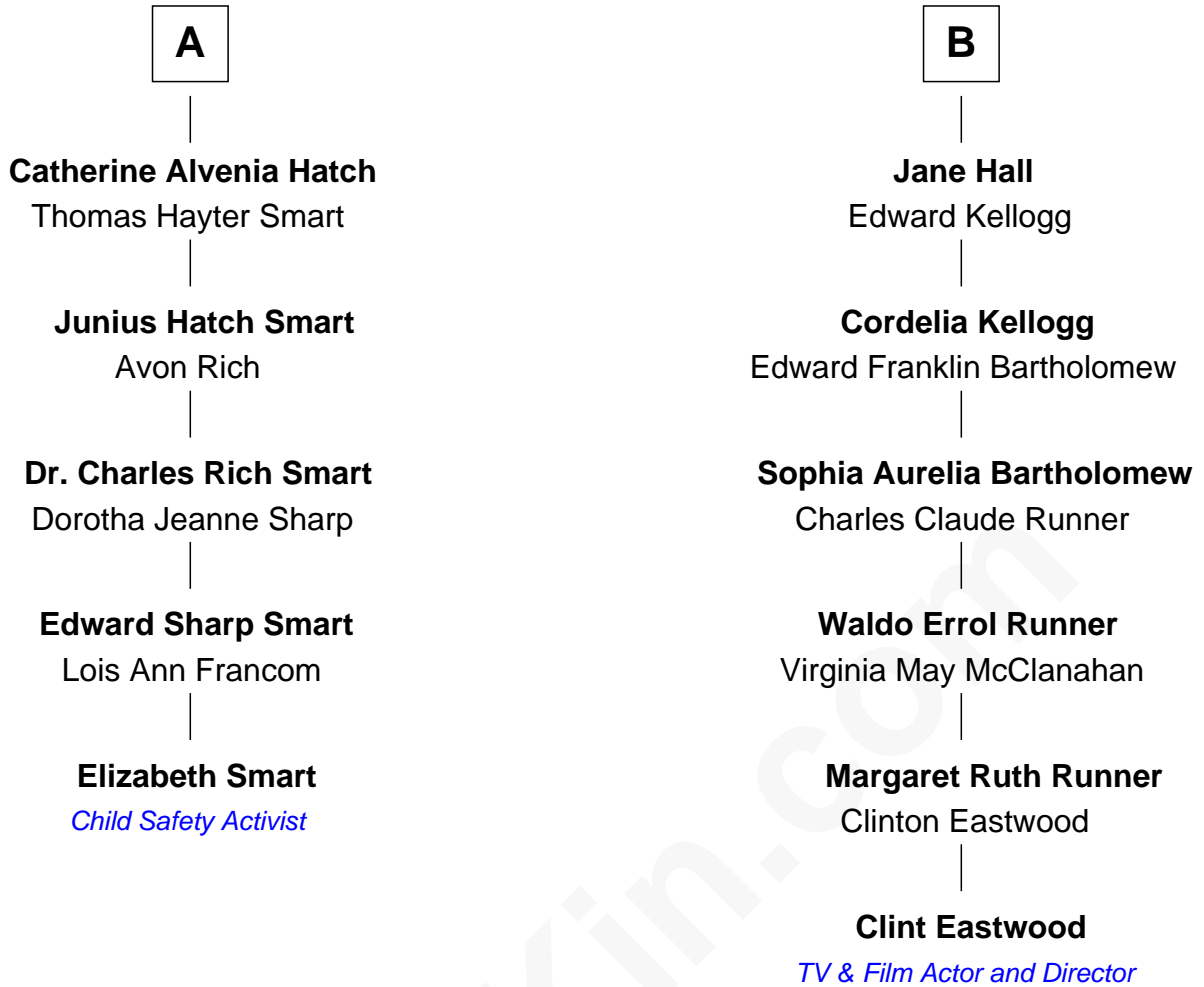 A
Catherine Alvenia Hatch
Thomas Hayter Smart
Junius Hatch Smart
Avon Rich
Dr. Charles Rich Smart
Dorotha Jeanne Sharp
Edward Sharp Smart
Lois Ann Francom
Elizabeth Smart
Child Safety Activist
B
Jane Hall
Edward Kellogg
Cordelia Kellogg
Edward Franklin Bartholomew
Sophia Aurelia Bartholomew
Charles Claude Runner
Waldo Errol Runner
Virginia May McClanahan
Margaret Ruth Runner
Clinton Eastwood
Clint Eastwood
TV & Film Actor and Director
Kin.com